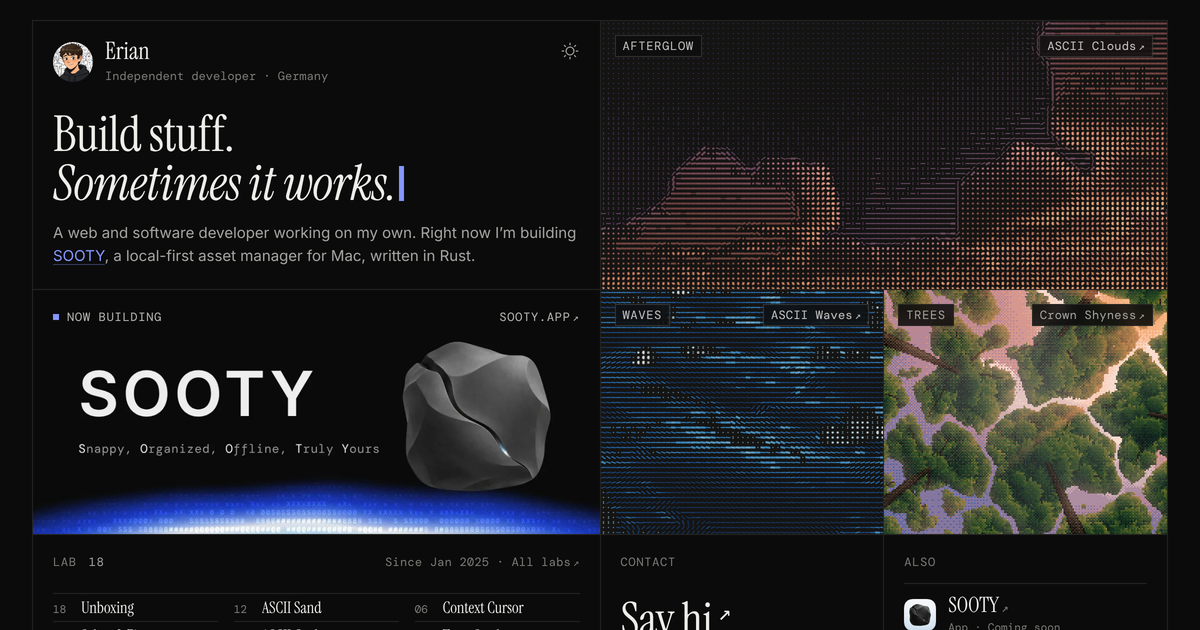 Erian
Independent developer · Germany
Build stuff.
Sometimes it works.
A web and software developer working on my own. Right now I’m building
SOOTY, a local-first asset manager for Mac, written in Rust.
AFTERGLOW
ASCII Clouds↗
NOW BUILDING
SOOTY.APP↗
SOOTY
Snappy, Organized, Offline, Truly Yours
WAVES
ASCII Waves↗
TREES
Crown Shyness↗
LAB 18
Since Jan 2025 · All labs↗
18 Unboxing
12 ASCII Sand
06 Context Cursor
CONTACT
Say hi↗
ALSO
SOOTY↗
App · Coming soon